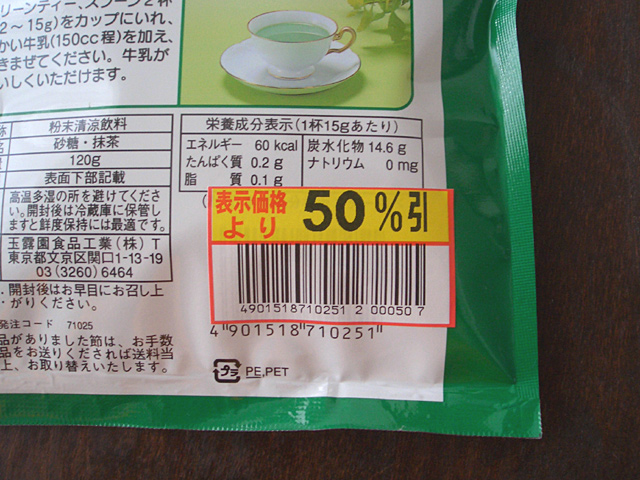 リーンティー、スプーン2杯
2～15g)をカップにいれ、
かい牛乳(150cc程)を加え、
きまぜてください。牛乳が
いしくいただけます。
称 粉末清涼飲料
名 砂糖・抹茶
120g
表面下部記載
高温多湿の所を避けてくださ
い。開封後は冷蔵庫に保管し
ますと鮮度保持には最適です。
玉露園食品工業(株) T
東京都文京区関口1-13-19
03(3260)6464
開封後はお早目にお召し上
がりください。
発注コード 71025
品がありました節は、お手数
品をお送りくだされば送料当
上、お取り替えいたします。
栄養成分表示(1杯15gあたり)
エネルギー 60 kcal 炭水化物 14.6 g
たんぱく質 0.2 g ナトリウム 0 mg
脂 質 0.1 g
表示価格より 50%引
4901518710251 2 00050 7
4 901518 710251
プラ PE,PET